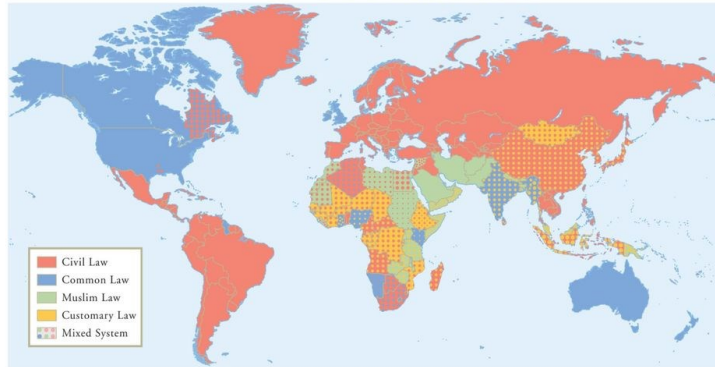 Civil Law
Common Law
Muslim Law
Customary Law
Mixed System